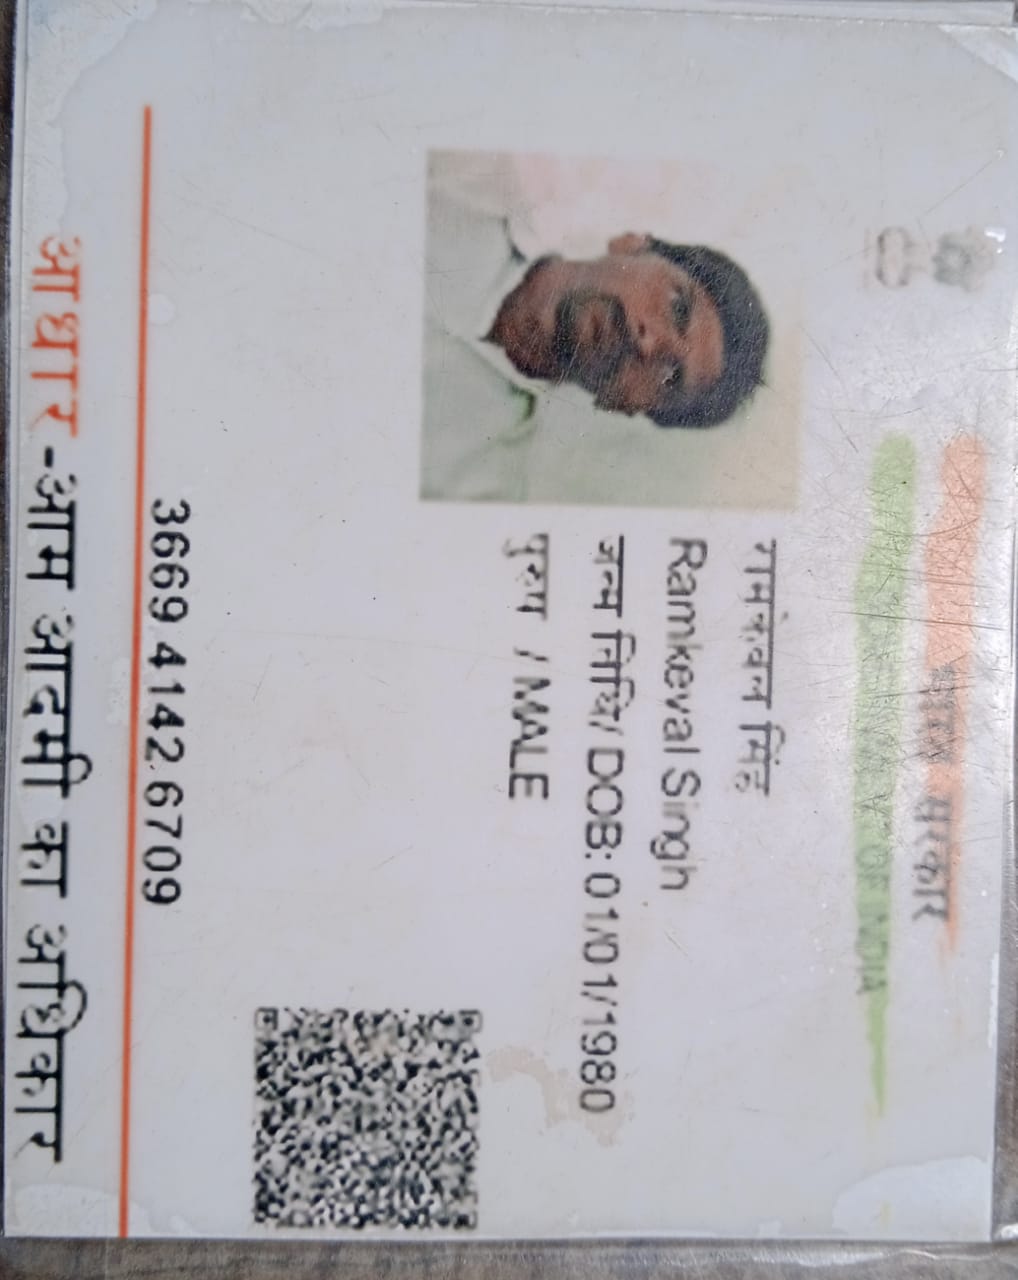 भारत सरकार
GOVERNMENT OF INDIA
रामकेवल सिंह
Ramkeval Singh
जन्म तिथि/ DOB: 01/01/1980
पुरुष / MALE
3669 4142 6709
आधार -आम आदमी का अधिकार